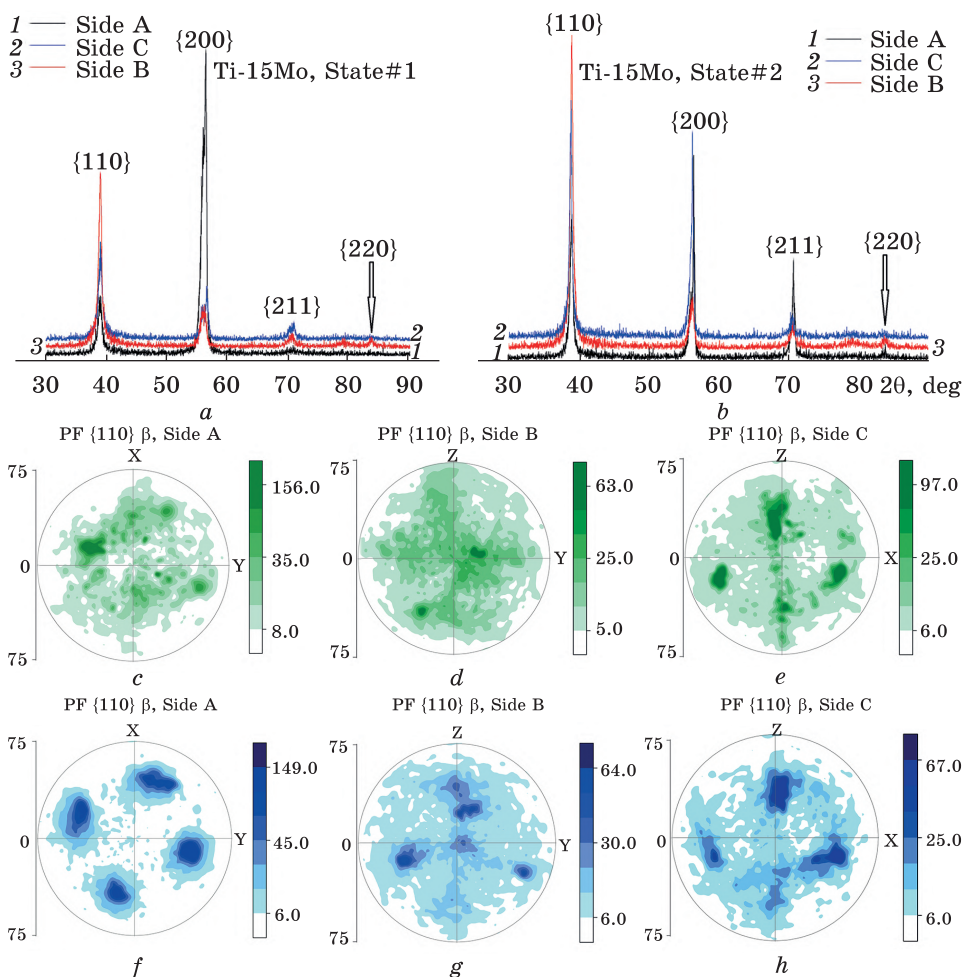 1 Side A
2 Side C
3 Side B
{200}
Ti-15Mo, State#1
{110}
{211}
{220}
3
2
1
30 40 50 60 70 80 90
a
{110}
Ti-15Mo, State#2
1 Side A
2 Side C
3 Side B
{200}
{211}
{220}
2
1
3
30 40 50 60 70 80 2θ, deg
b
PF {110} β, Side A
X
75
0
Y
75
156.0
35.0
8.0
c
PF {110} β, Side B
Z
75
0
Y
75
63.0
25.0
5.0
d
PF {110} β, Side C
Z
75
0
X
75
97.0
25.0
6.0
e
PF {110} β, Side A
X
75
0
Y
75
149.0
45.0
6.0
f
PF {110} β, Side B
Z
75
0
Y
75
64.0
30.0
6.0
g
PF {110} β, Side C
Z
75
0
X
75
67.0
25.0
6.0
h